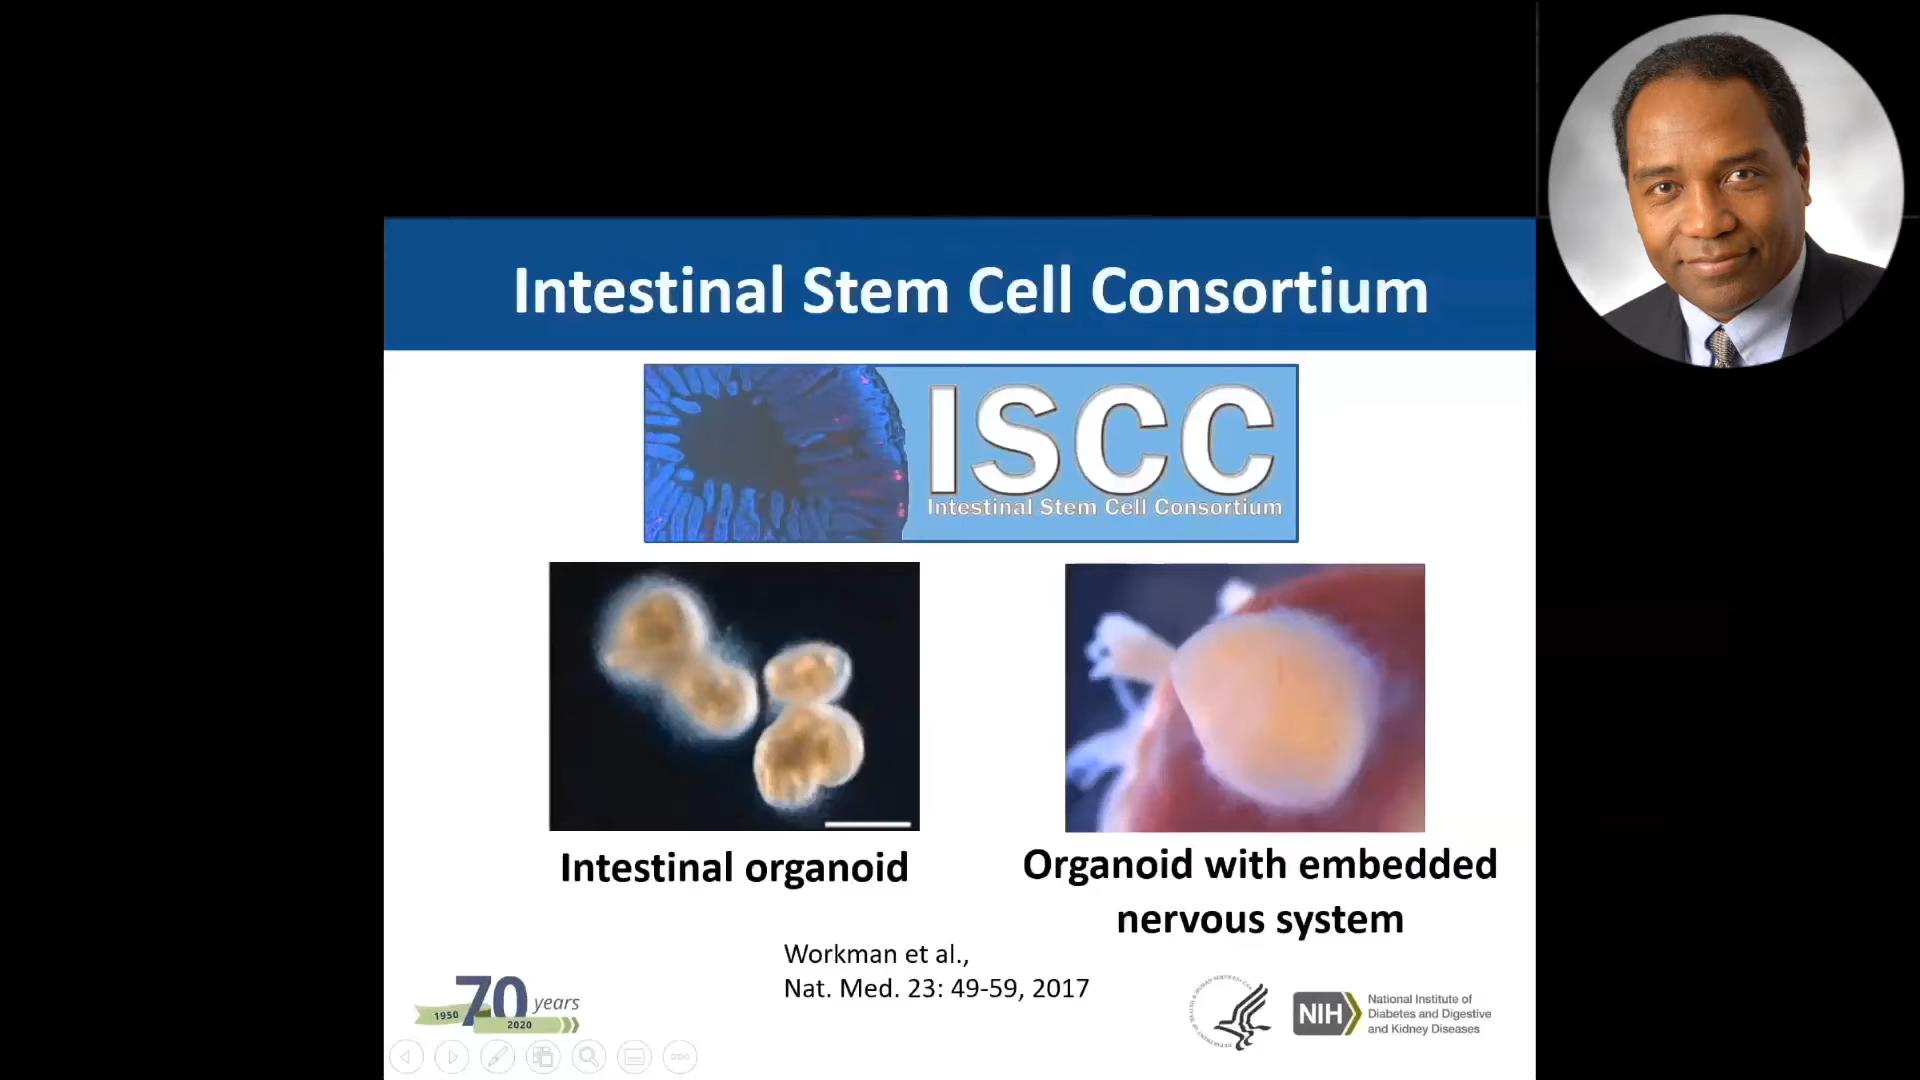 Intestinal Stem Cell Consortium
ISCC
Intestinal Stem Cell Consortium
Intestinal organoid
Organoid with embedded
nervous system
Workman et al.,
Nat. Med. 23: 49-59, 2017
70 years
1950
2020
NIH
National Institute of
Diabetes and Digestive
and Kidney Diseases